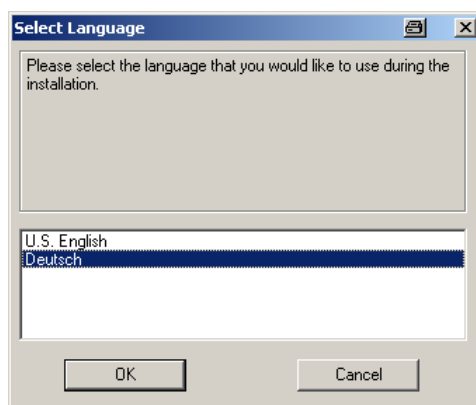 Select Language
Please select the language that you would like to use during the
installation.
U.S. English
Deutsch
OK
Cancel